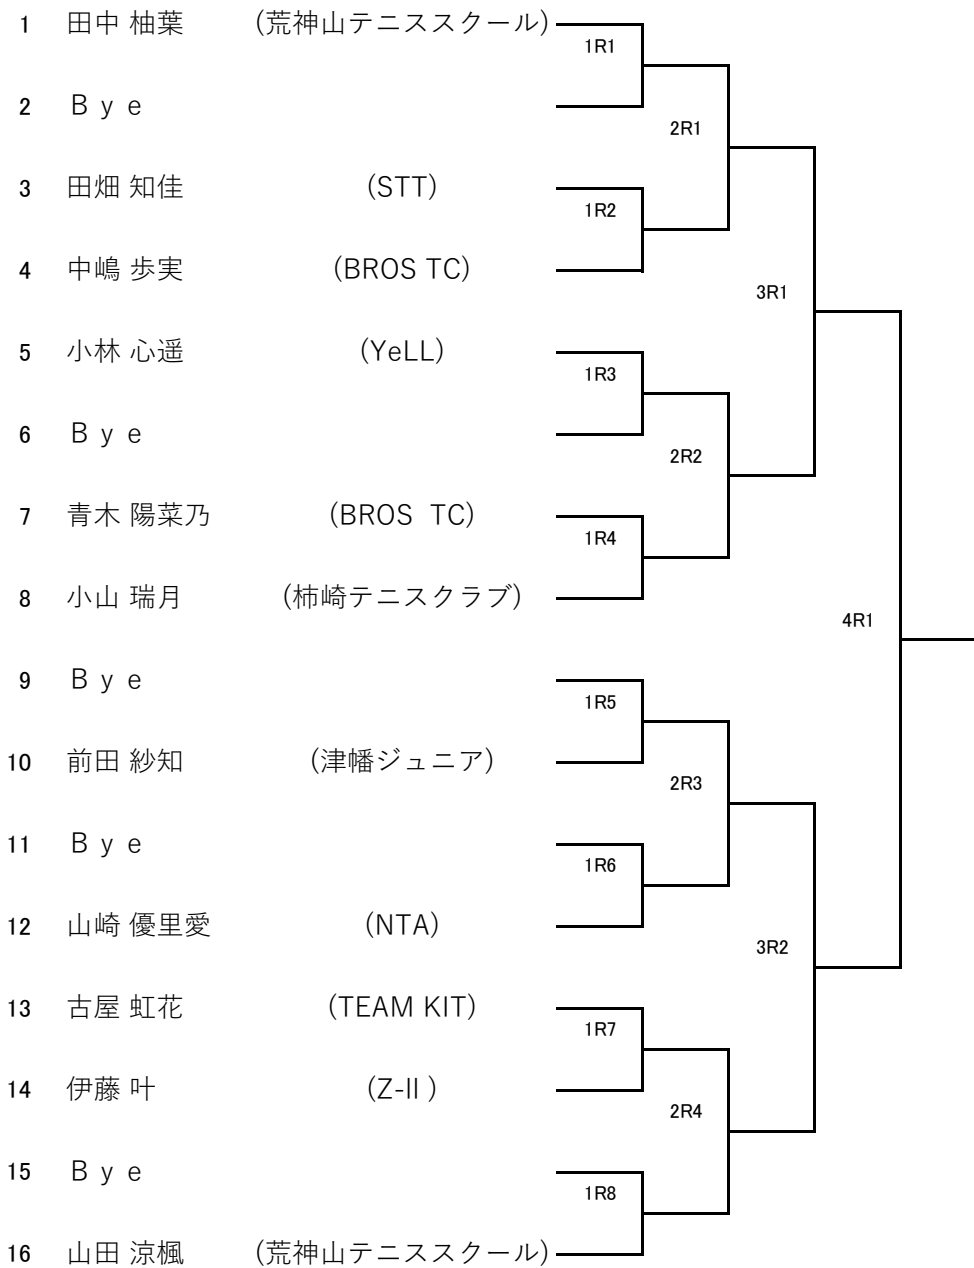 1 田中 柚葉 (荒神山テニススクール)
1R1
2 Ｂｙｅ
2R1
3 田畑 知佳 (STT)
1R2
4 中嶋 歩実 (BROS TC)
3R1
5 小林 心遥 (YeLL)
1R3
6 Ｂｙｅ
2R2
7 青木 陽菜乃 (BROS TC)
1R4
8 小山 瑞月 (柿崎テニスクラブ)
4R1
9 Ｂｙｅ
1R5
10 前田 紗知 (津幡ジュニア)
2R3
11 Ｂｙｅ
1R6
12 山崎 優里愛 (NTA)
3R2
13 古屋 虹花 (TEAM KIT)
1R7
14 伊藤 叶 (Z-Ⅱ)
2R4
15 Ｂｙｅ
1R8
16 山田 涼楓 (荒神山テニススクール)